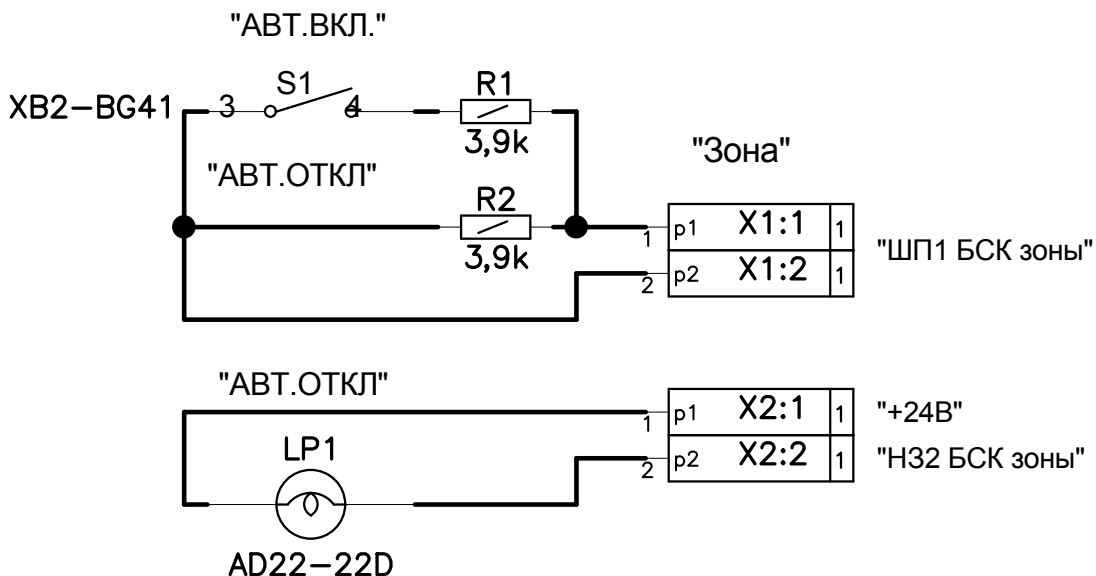 "АВТ.ВКЛ."
XB2-BG41 3 S1 4 R1
3,9k
"АВТ.ОТКЛ" "Зона"
R2
3,9k
1 p1 X1:1 1
2 p2 X1:2 1
"ШП1 БСК зоны"
"АВТ.ОТКЛ"
1 p1 X2:1 1 "+24В"
LP1
2 p2 X2:2 1 "НЗ2 БСК зоны"
AD22-22D